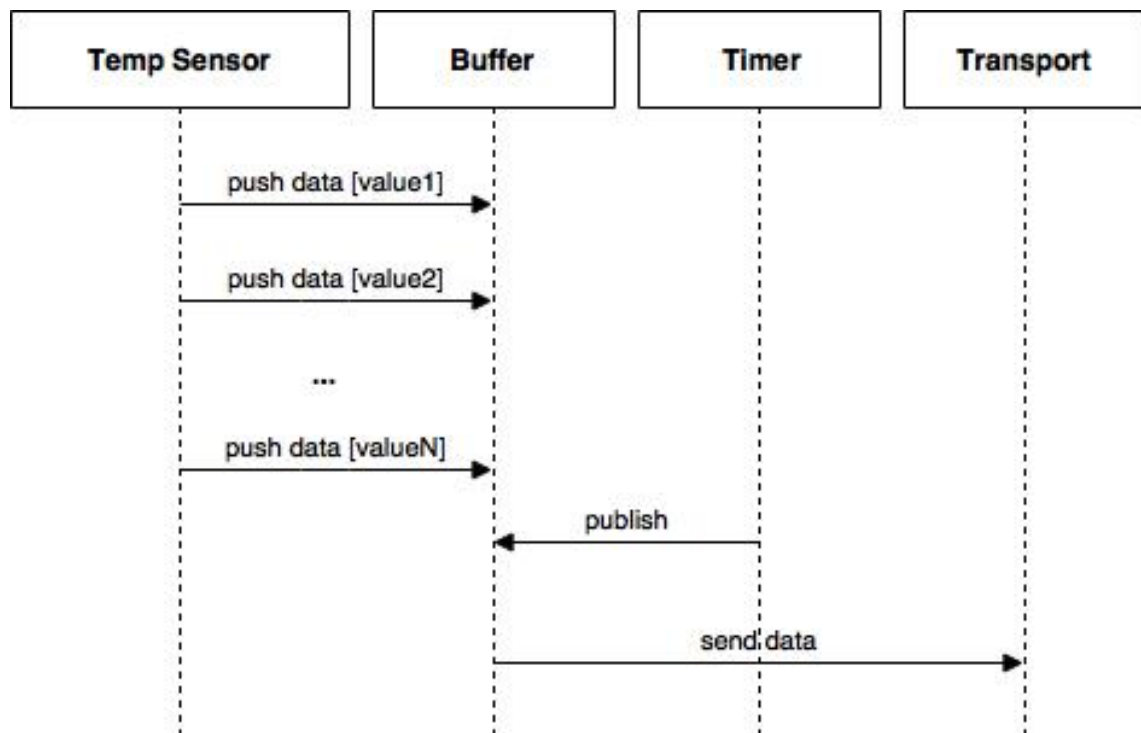 Temp Sensor
Buffer
Timer
Transport
push data [value1]
push data [value2]
...
push data [valueN]
publish
send data